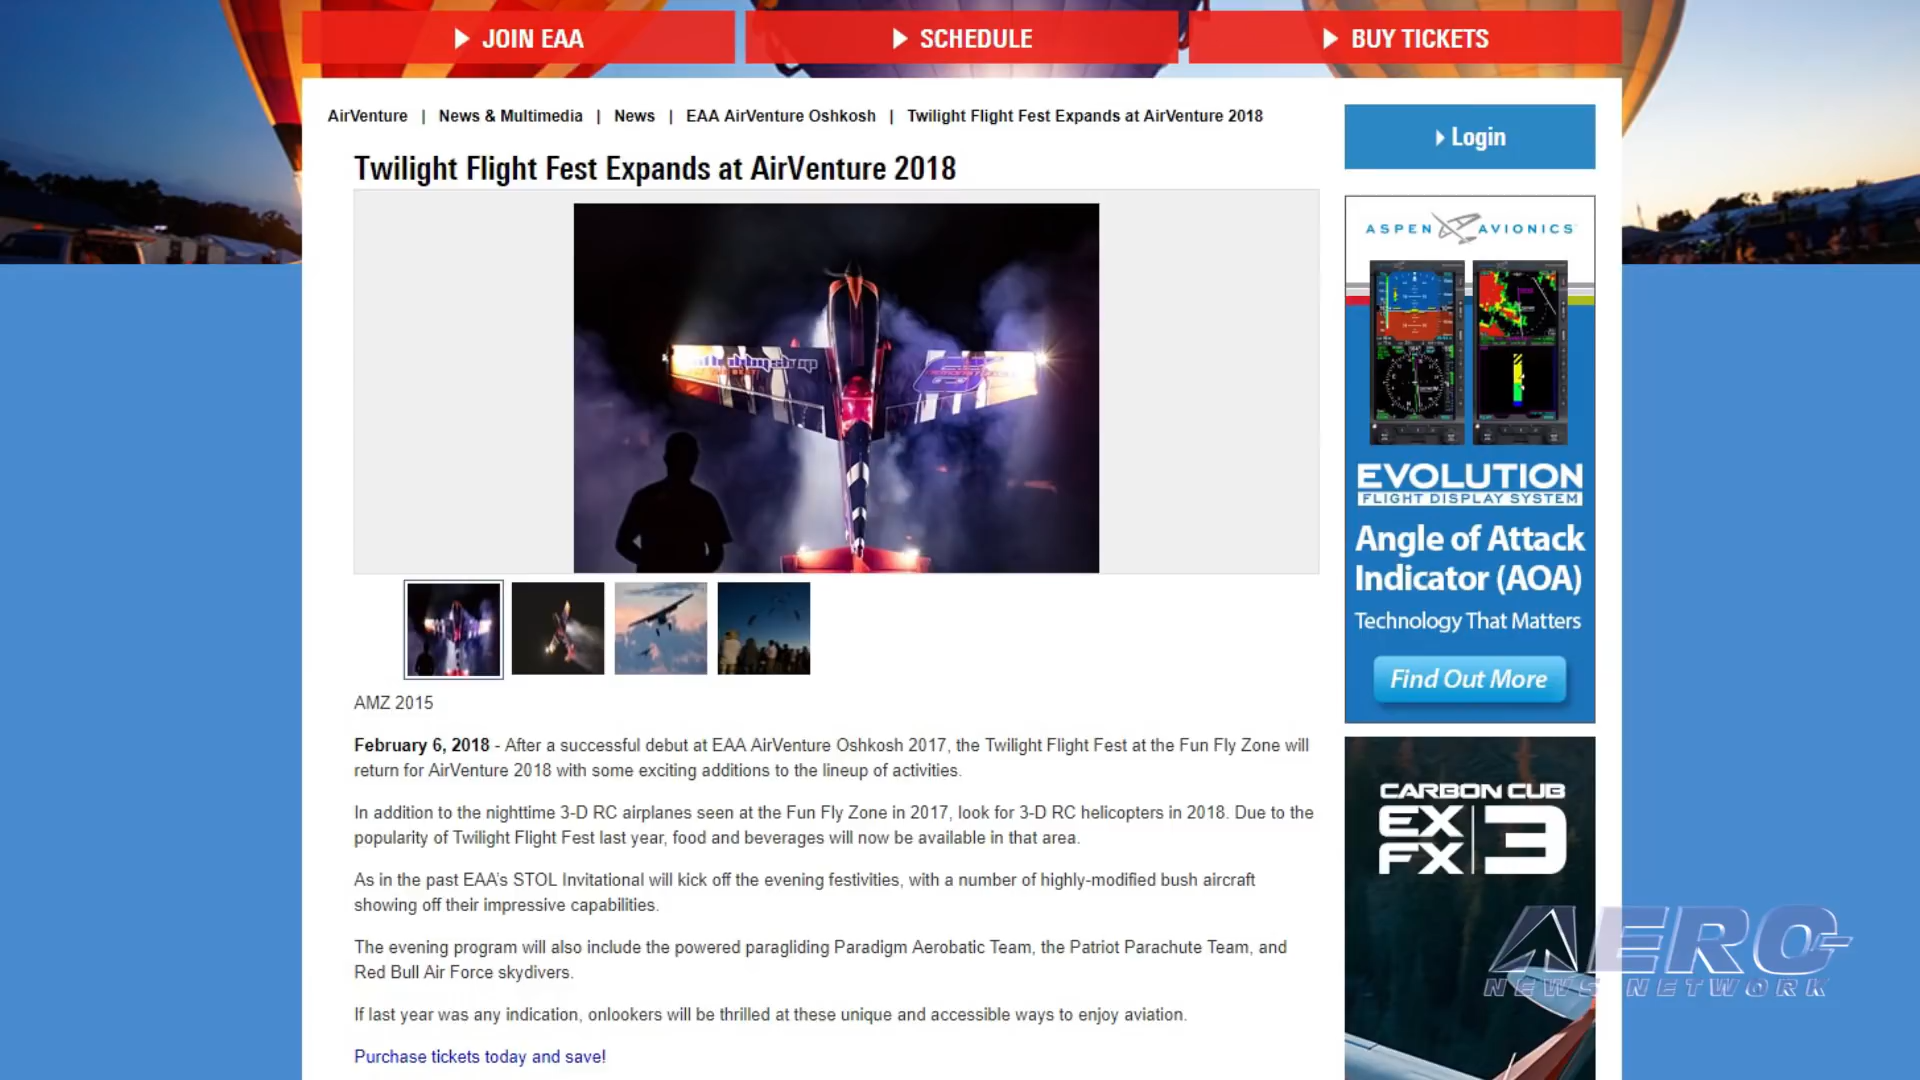 JOIN EAA
SCHEDULE
BUY TICKETS
AirVenture | News & Multimedia | News | EAA AirVenture Oshkosh | Twilight Flight Fest Expands at AirVenture 2018
Login
Twilight Flight Fest Expands at AirVenture 2018
ASPEN AVIONICS
EVOLUTION
FLIGHT DISPLAY SYSTEM
Angle of Attack
Indicator (AOA)
Technology That Matters
Find Out More
AMZ 2015
February 6, 2018 - After a successful debut at EAA AirVenture Oshkosh 2017, the Twilight Flight Fest at the Fun Fly Zone will
return for AirVenture 2018 with some exciting additions to the lineup of activities.
In addition to the nighttime 3-D RC airplanes seen at the Fun Fly Zone in 2017, look for 3-D RC helicopters in 2018. Due to the
popularity of Twilight Flight Fest last year, food and beverages will now be available in that area.
As in the past EAA's STOL Invitational will kick off the evening festivities, with a number of highly-modified bush aircraft
showing off their impressive capabilities.
The evening program will also include the powered paragliding Paradigm Aerobatic Team, the Patriot Parachute Team, and
Red Bull Air Force skydivers.
If last year was any indication, onlookers will be thrilled at these unique and accessible ways to enjoy aviation.
Purchase tickets today and save!
CARBON CUB
EX 3
FX
AERO
NEWS NETWORK